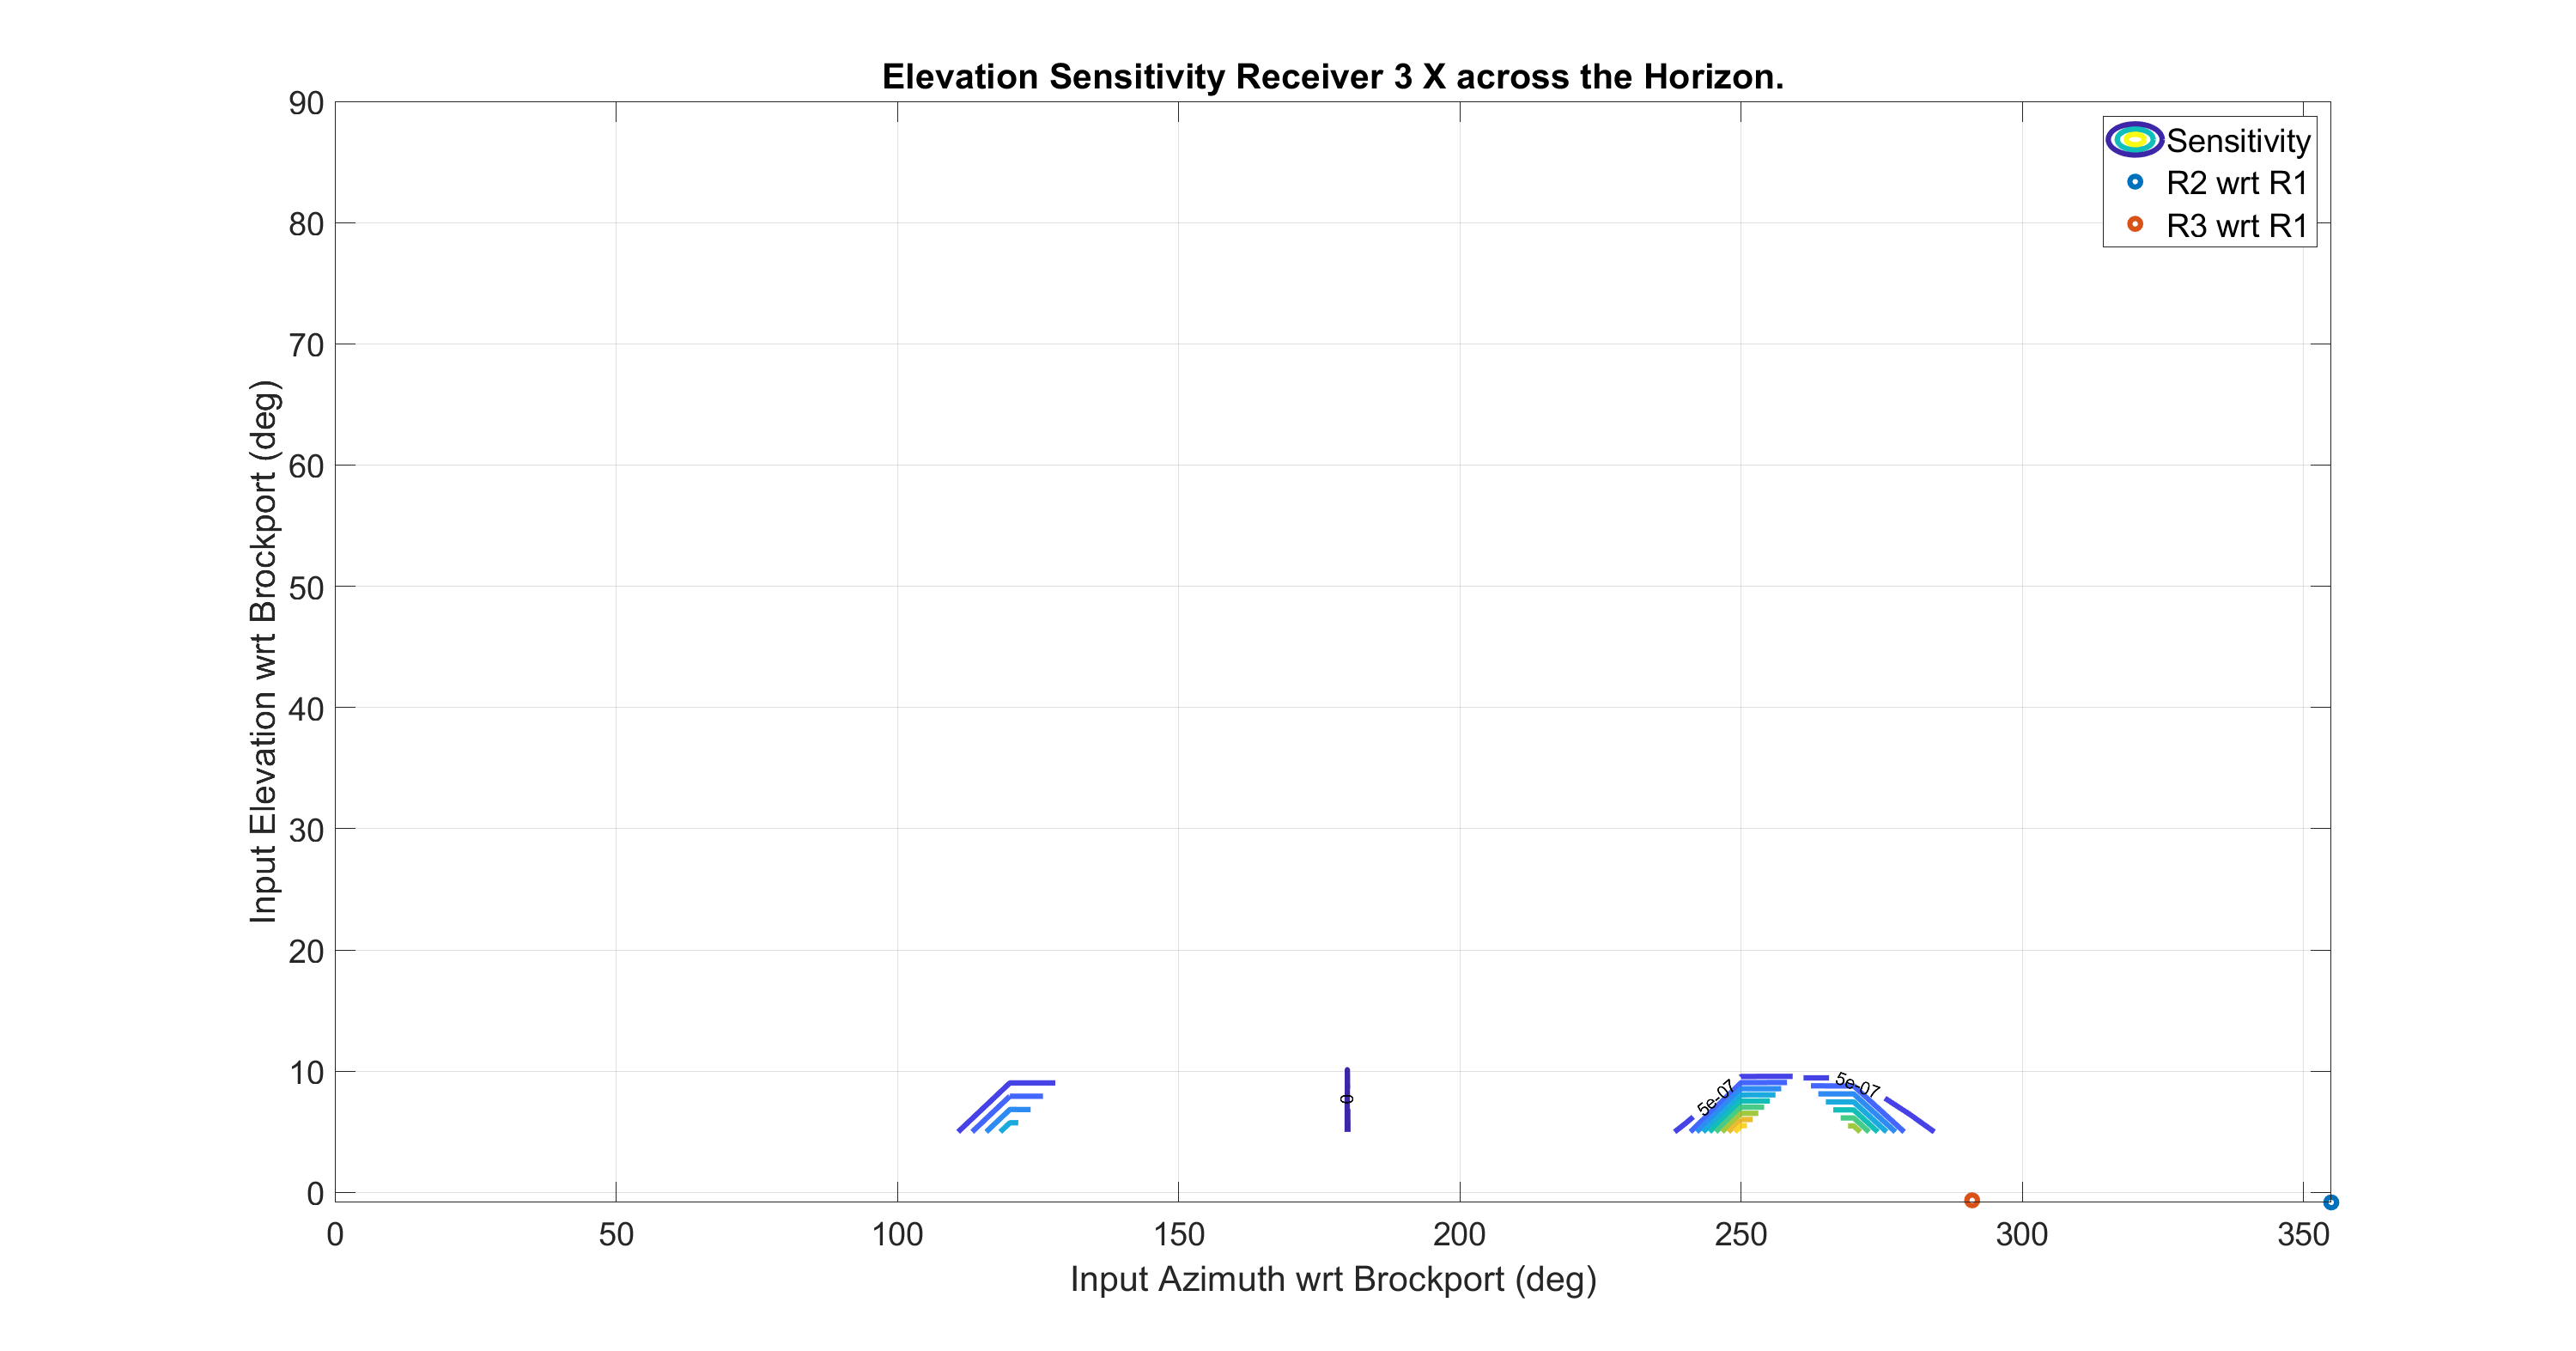 Elevation Sensitivity Receiver 3 X across the Horizon.
Sensitivity
R2 wrt R1
R3 wrt R1
Input Elevation wrt Brockport (deg)
90
80
70
60
50
40
30
20
10
0
5e-07
5e-07
0
0
50
100
150
200
250
300
350
Input Azimuth wrt Brockport (deg)